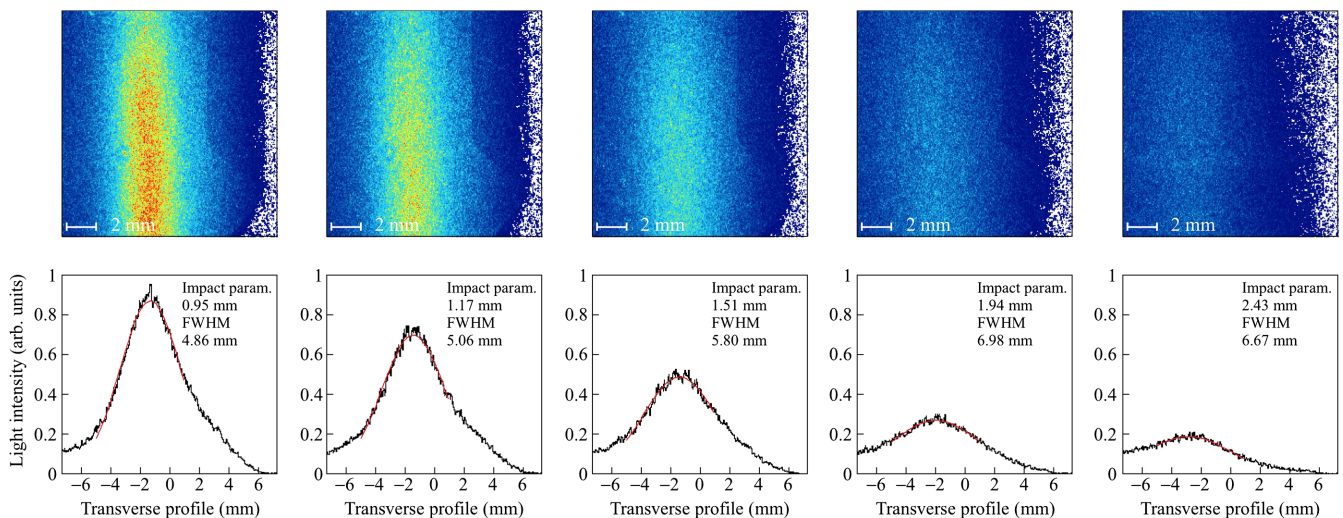 2 mm
2 mm
2 mm
2 mm
2 mm
Light intensity (arb. units)
1
0.8
0.6
0.4
0.2
0
Impact param.
0.95 mm
FWHM
4.86 mm
−6 −4 −2 0 2 4 6
Transverse profile (mm)
1
0.8
0.6
0.4
0.2
0
Impact param.
1.17 mm
FWHM
5.06 mm
−6 −4 −2 0 2 4 6
Transverse profile (mm)
1
0.8
0.6
0.4
0.2
0
Impact param.
1.51 mm
FWHM
5.80 mm
−6 −4 −2 0 2 4 6
Transverse profile (mm)
1
0.8
0.6
0.4
0.2
0
Impact param.
1.94 mm
FWHM
6.98 mm
−6 −4 −2 0 2 4 6
Transverse profile (mm)
1
0.8
0.6
0.4
0.2
0
Impact param.
2.43 mm
FWHM
6.67 mm
−6 −4 −2 0 2 4 6
Transverse profile (mm)